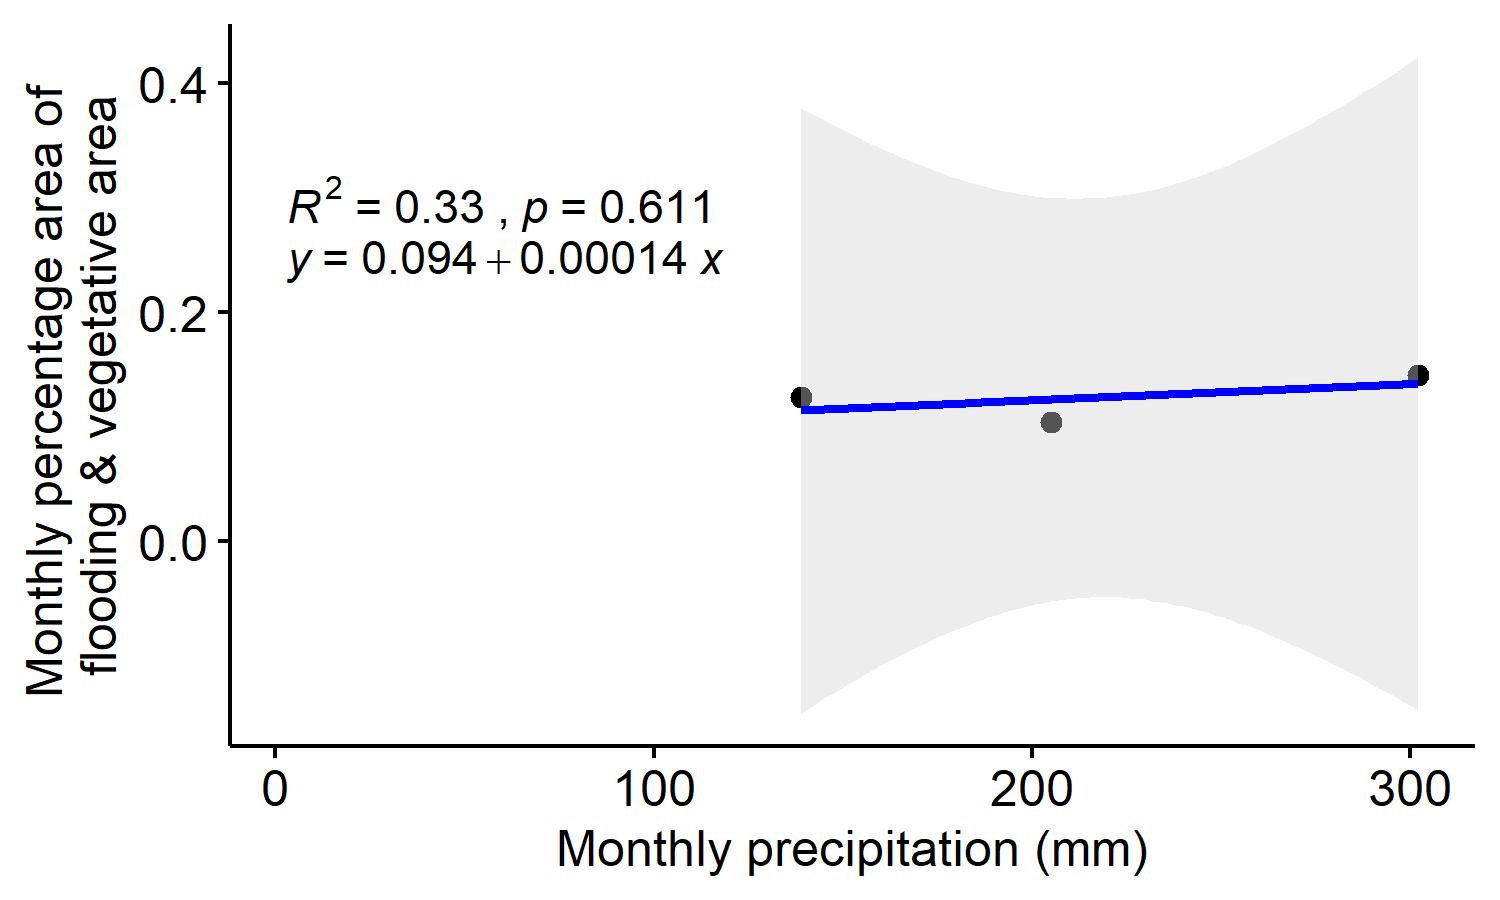 Monthly percentage area of
flooding & vegetative area
0.4
0.2
0.0
R² = 0.33 , p = 0.611
y = 0.094 + 0.00014 x
0 100 200 300
Monthly precipitation (mm)